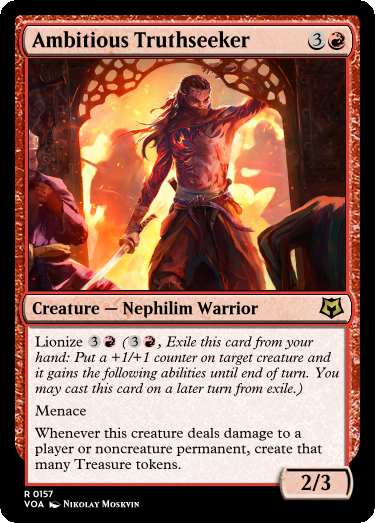 Ambitious Truthseeker 3
Creature — Nephilim Warrior
Lionize 3 (3, Exile this card from your
hand: Put a +1/+1 counter on target creature and
it gains the following abilities until end of turn. You
may cast this card on a later turn from exile.)
Menace
Whenever this creature deals damage to a
player or noncreature permanent, create that
many Treasure tokens.
2/3
R 0157
VOA Nikolay Moskvin